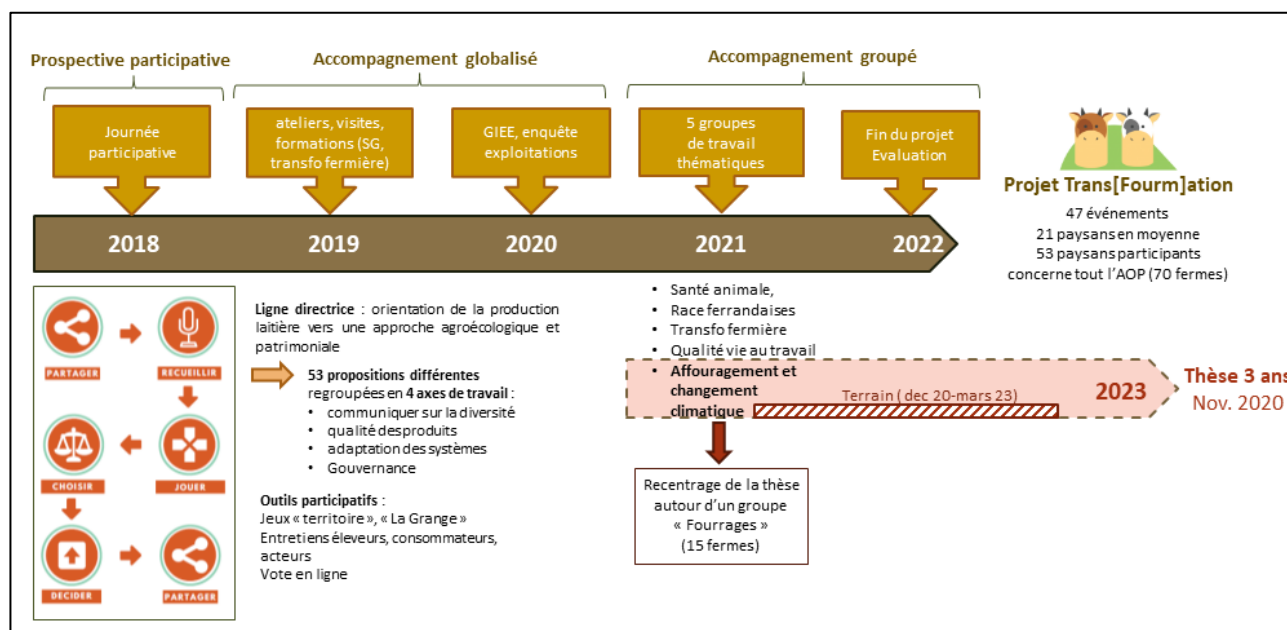 Prospective participative
Accompagnement globalisé
Accompagnement groupé
Journée
participative
ateliers, visites,
formations (SG,
transfo fermière)
GIEE, enquête
exploitations
5 groupes
de travail
thématiques
Fin du projet
Evaluation
2018
2019
2020
2021
2022
Projet Trans[Fourm]ation
47 événements
21 paysans en moyenne
53 paysans participants
concerne tout l'AOP (70 fermes)
PARTAGER
RECUEILLIR
CHOISIR
JOUER
DECIDER
PARTAGER
Ligne directrice : orientation de la production
laitière vers une approche agroécologique et
patrimoniale
53 propositions différentes
regroupées en 4 axes de travail :
• communiquer sur la diversité
• qualité desproduits
• adaptation des systèmes
• Gouvernance
Outils participatifs :
Jeux « territoire », « La Grange »
Entretiens éleveurs, consommateurs,
acteurs
Vote en ligne
• Santé animale,
• Race ferrandaises
• Transfo fermière
• Qualité vie au travail
• Affouragement et
changement
climatique
Terrain ( dec 20-mars 23)
2023
Thèse 3 ans
Nov. 2020
Recentrage de la thèse
autour d'un groupe
« Fourrages »
(15 fermes)